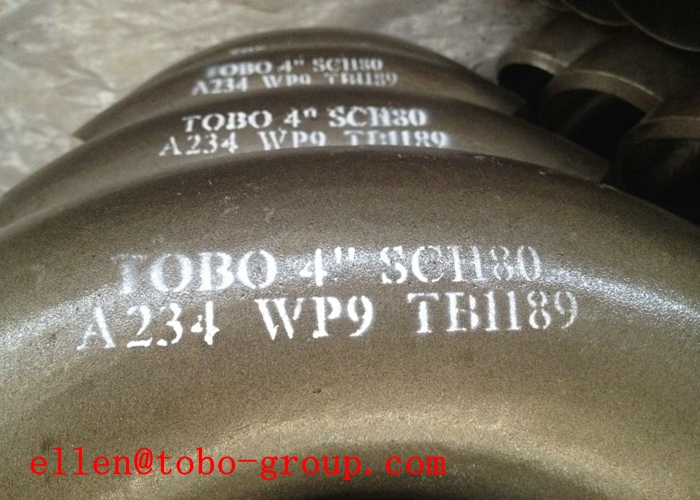 TOBO 4" SCH80
A234 WP9 TB1189
TOBO 4" SCH80
A234 WP9 TB1189
TOBO 4" SCH80
A234 WP9 TB1189
ellen@tobo-group.com